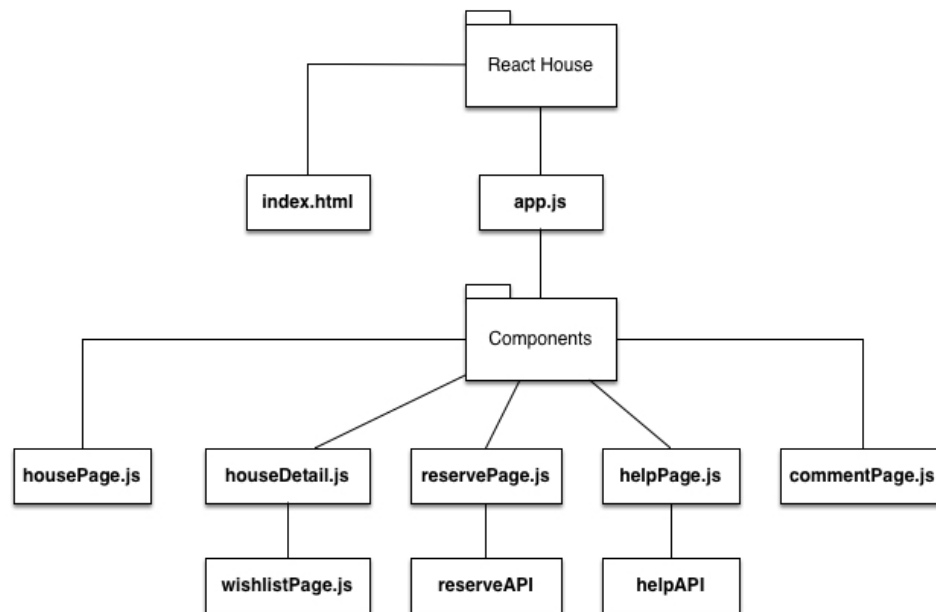 React House
index.html
app.js
Components
housePage.js
houseDetail.js
reservePage.js
helpPage.js
commentPage.js
wishlistPage.js
reserveAPI
helpAPI